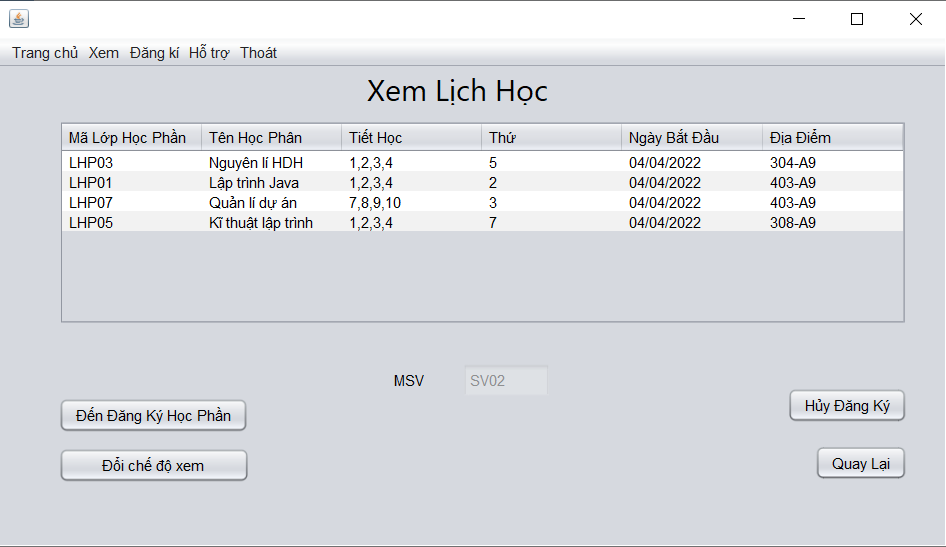 Trang chủ Xem Đăng kí Hỗ trợ Thoát
Xem Lịch Học
Mã Lớp Học Phần Tên Học Phân Tiết Học Thứ Ngày Bắt Đầu Địa Điểm
LHP03 Nguyên lí HDH 1,2,3,4 5 04/04/2022 304-A9
LHP01 Lập trình Java 1,2,3,4 2 04/04/2022 403-A9
LHP07 Quản lí dự án 7,8,9,10 3 04/04/2022 403-A9
LHP05 Kĩ thuật lập trình 1,2,3,4 7 04/04/2022 308-A9
MSV SV02
Đến Đăng Ký Học Phần Hủy Đăng Ký
Đổi chế độ xem Quay Lại